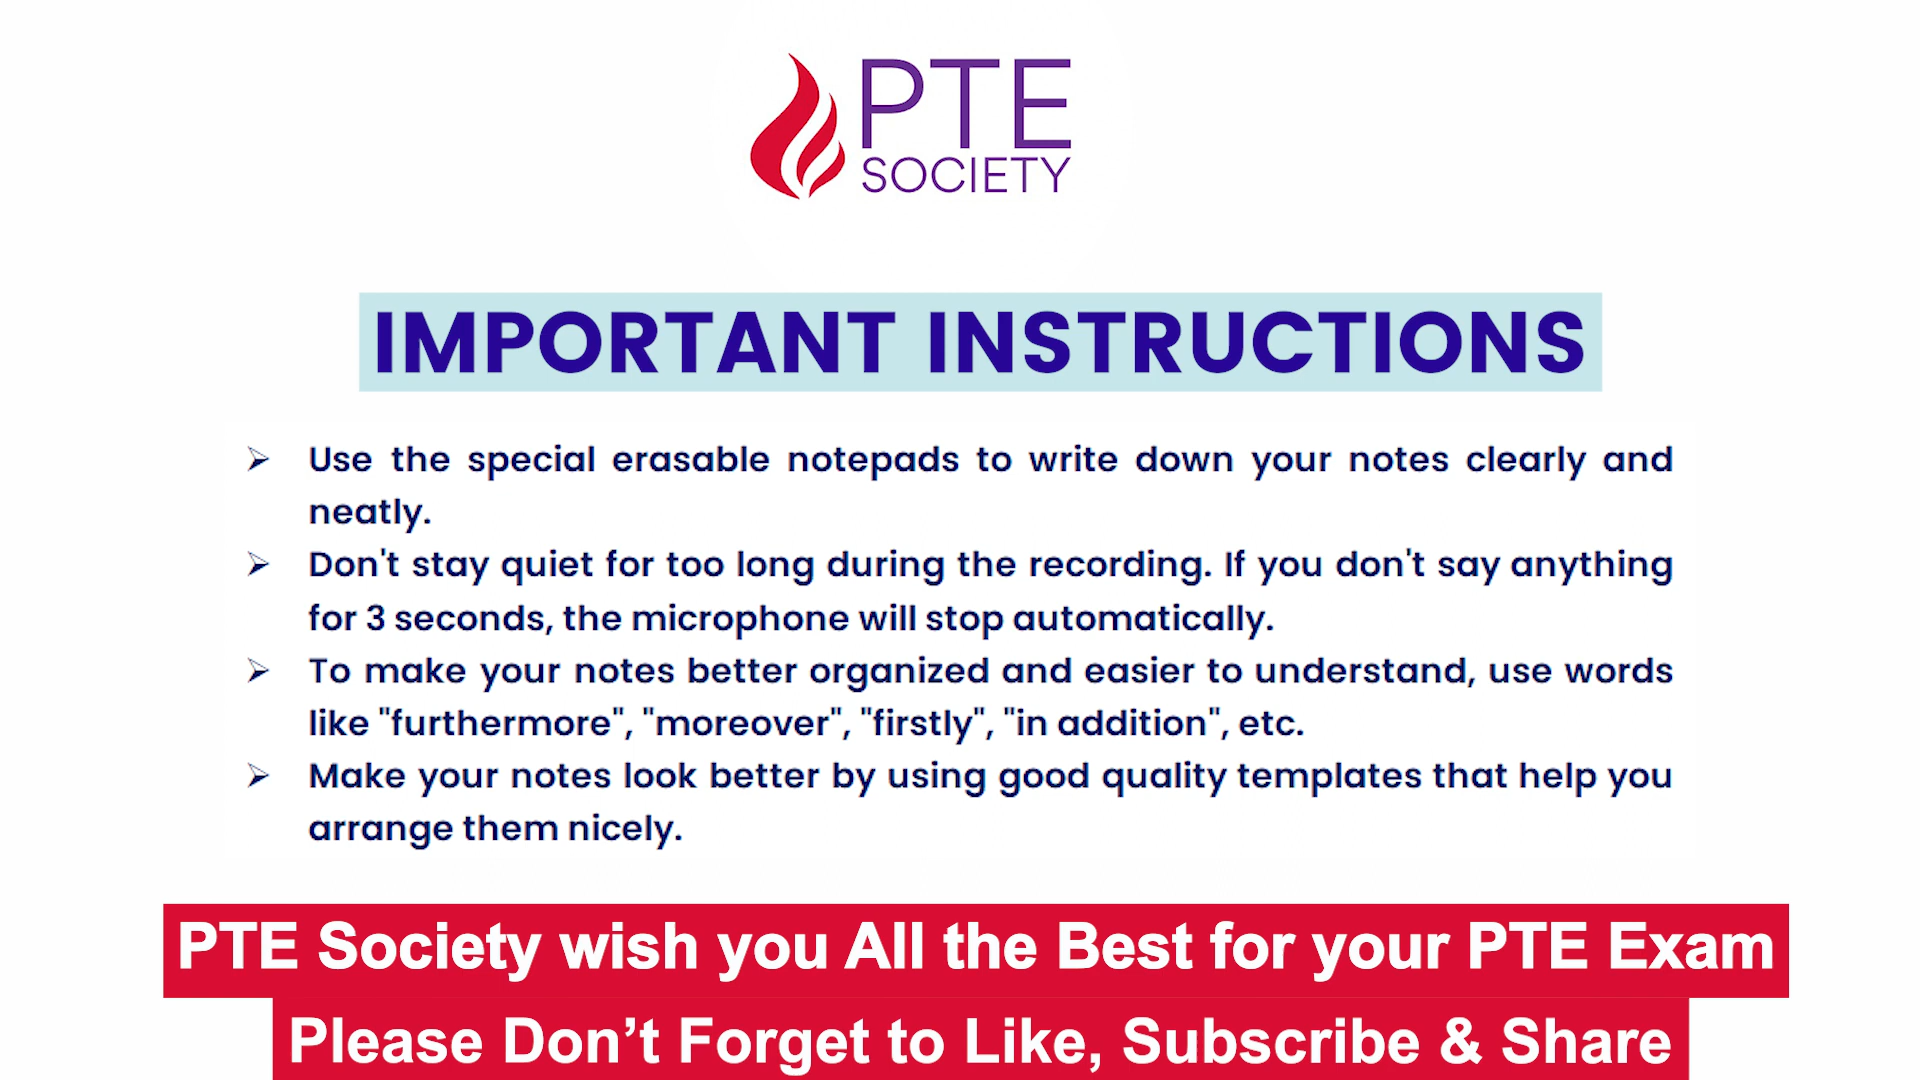 PTE
SOCIETY
IMPORTANT INSTRUCTIONS
➢ Use the special erasable notepads to write down your notes clearly and
neatly.
➢ Don't stay quiet for too long during the recording. If you don't say anything
for 3 seconds, the microphone will stop automatically.
➢ To make your notes better organized and easier to understand, use words
like "furthermore", "moreover", "firstly", "in addition", etc.
➢ Make your notes look better by using good quality templates that help you
arrange them nicely.
PTE Society wish you All the Best for your PTE Exam
Please Don’t Forget to Like, Subscribe & Share